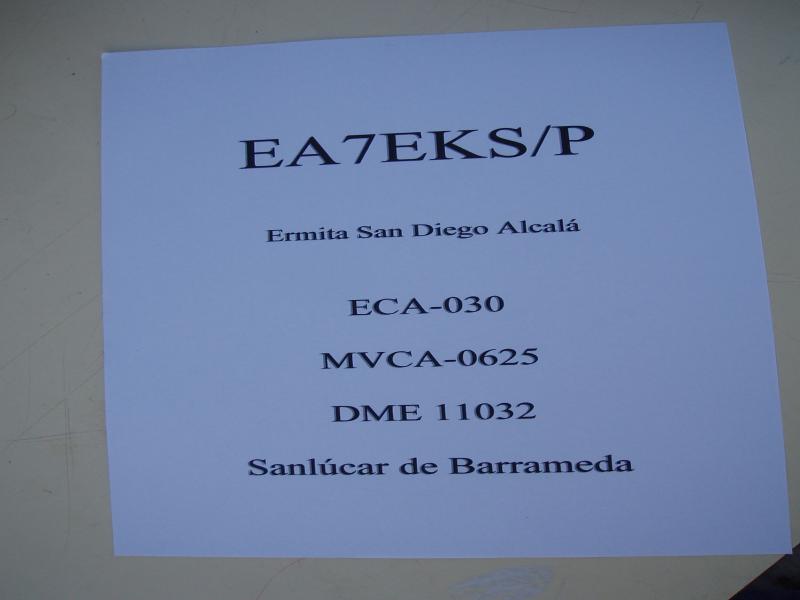 EA7EKS/P
Ermita San Diego Alcalá
ECA-030
MVCA-0625
DME 11032
Sanlúcar de Barrameda